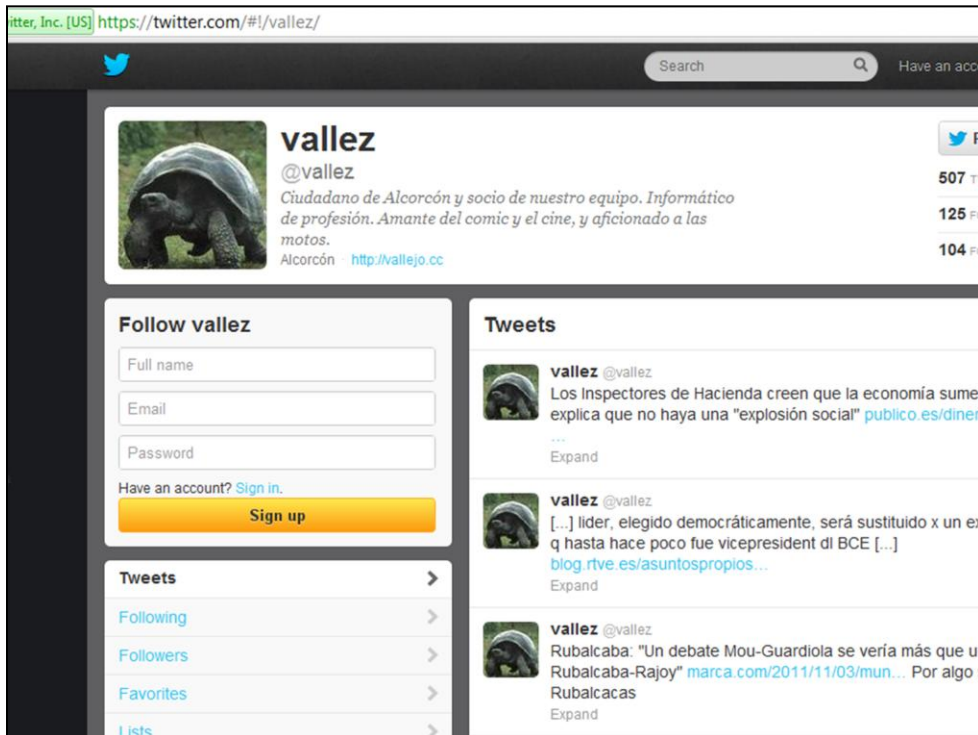 Twitter, Inc. [US] https://twitter.com/#!/vallez/
Search
Have an
vallez
@vallez
Ciudadano de Alcorcón y socio de nuestro equipo. Informático
de profesión. Amante del comic y el cine, y aficionado a las
motos.
Alcorcón · http://vallejo.cc
507
125
104
Follow vallez
Full name
Email
Password
Have an account? Sign in.
Sign up
Tweets
Following
Followers
Favorites
Lists
Tweets
vallez @vallez
Los Inspectores de Hacienda creen que la economía
explica que no haya una "explosión social" publico.es/diner
...
Expand
vallez @vallez
[...] lider, elegido democráticamente, será sustituido x un
q hasta hace poco fue vicepresident dl BCE [...]
blog.rtve.es/asuntospropios...
Expand
vallez @vallez
Rubalcaba: "Un debate Mou-Guardiola se vería más que
Rubalcaba-Rajoy" marca.com/2011/11/03/mun... Por algo
Rubalcacas
Expand